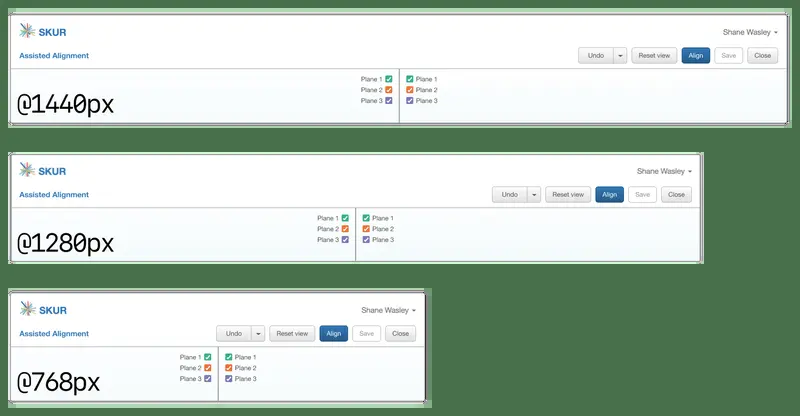 SKUR
Shane Wasley
Assisted Alignment
Undo Reset view Align Save Close
Plane 1 Plane 1
Plane 2 Plane 2
Plane 3 Plane 3
@1440px
SKUR
Shane Wasley
Assisted Alignment
Undo Reset view Align Save Close
Plane 1 Plane 1
Plane 2 Plane 2
Plane 3 Plane 3
@1280px
SKUR
Shane Wasley
Assisted Alignment
Undo Reset view Align Save Close
Plane 1 Plane 1
Plane 2 Plane 2
Plane 3 Plane 3
@768px